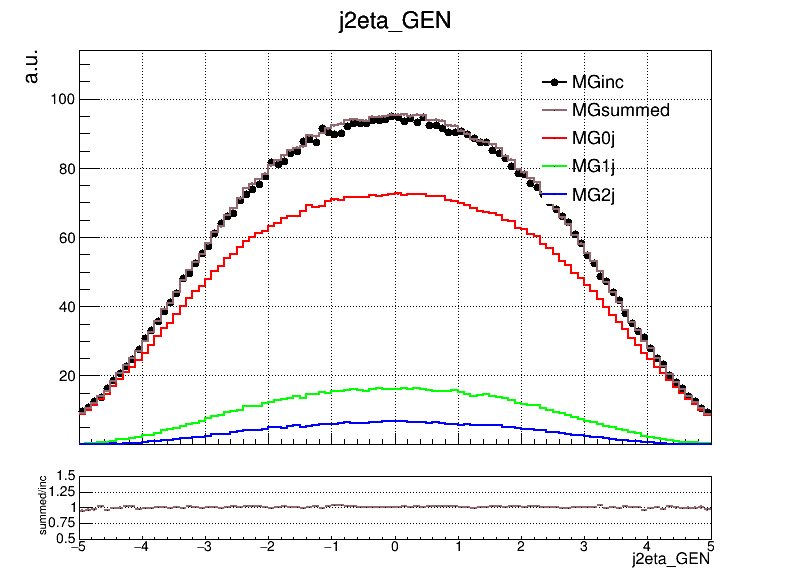 j2eta_GEN
a.u.
MGinc
MGsummed
MG0j
MG1j
MG2j
100
80
60
40
20
summed/inc
1.5
1.25
1
0.75
0.5
−5 −4 −3 −2 −1 0 1 2 3 4 5
j2eta_GEN